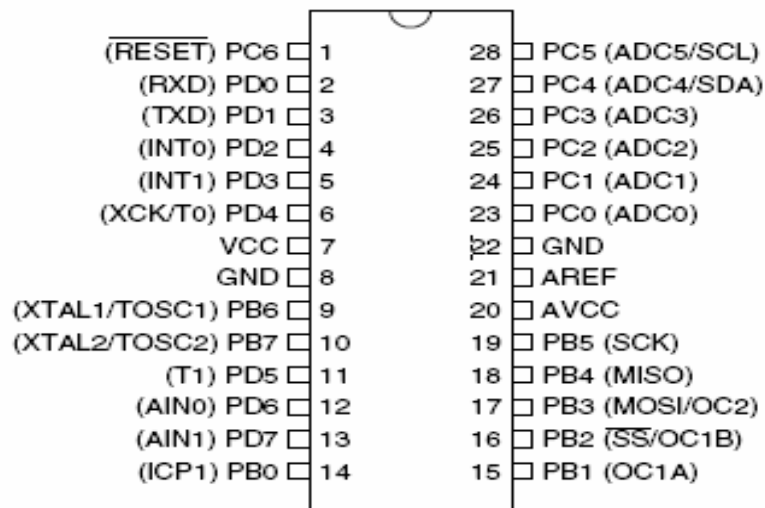 (RESET) PC6 1 28 PC5 (ADC5/SCL)
(RXD) PD0 2 27 PC4 (ADC4/SDA)
(TXD) PD1 3 26 PC3 (ADC3)
(INT0) PD2 4 25 PC2 (ADC2)
(INT1) PD3 5 24 PC1 (ADC1)
(XCK/T0) PD4 6 23 PC0 (ADC0)
VCC 7 22 GND
GND 8 21 AREF
(XTAL1/TOSC1) PB6 9 20 AVCC
(XTAL2/TOSC2) PB7 10 19 PB5 (SCK)
(T1) PD5 11 18 PB4 (MISO)
(AIN0) PD6 12 17 PB3 (MOSI/OC2)
(AIN1) PD7 13 16 PB2 (SS/OC1B)
(ICP1) PB0 14 15 PB1 (OC1A)